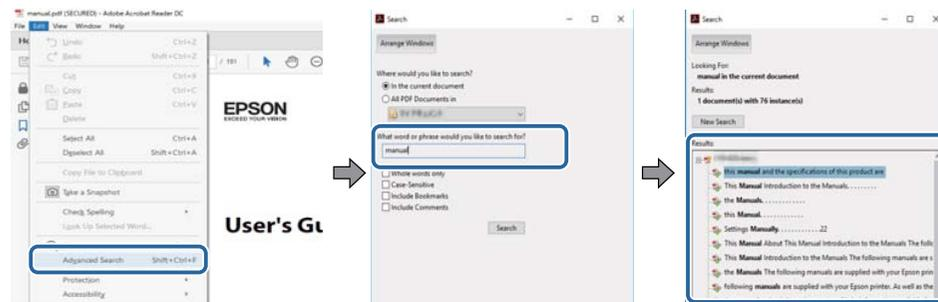 manual.pdf (SECURED) - Adobe Acrobat Reader DC
File Edit View Window Help
Undo Ctrl+Z
Redo Shift+Ctrl+Z
Cut Ctrl+X
Copy Ctrl+C
Paste Ctrl+V
Delete
Select All Ctrl+A
Deselect All Shift+Ctrl+A
Copy File to Clipboard
Take a Snapshot
Check Spelling
Look Up Selected Word...
Advanced Search Shift+Ctrl+F
Protection
Accessibility
/ 191
EPSON
EXCEED YOUR VISION
User's Gu
Search
Arrange Windows
Where would you like to search?
In the current document
All PDF Documents in
What word or phrase would you like to search for?
manual
Whole words only
Case-Sensitive
Include Bookmarks
Include Comments
Search
Search
Arrange Windows
Looking For:
manual in the current document
Results:
1 document(s) with 76 instance(s)
New Search
Results:
this manual and the specifications of this product are
This Manual Introduction to the Manuals.........
the Manuals.............
this Manual.............
Settings Manually.............22
This Manual About This Manual Introduction to the Manuals The follo
This Manual Introduction to the Manuals The following manuals are s
the Manuals The following manuals are supplied with your Epson prin
following manuals are supplied with your Epson printer. As well as the